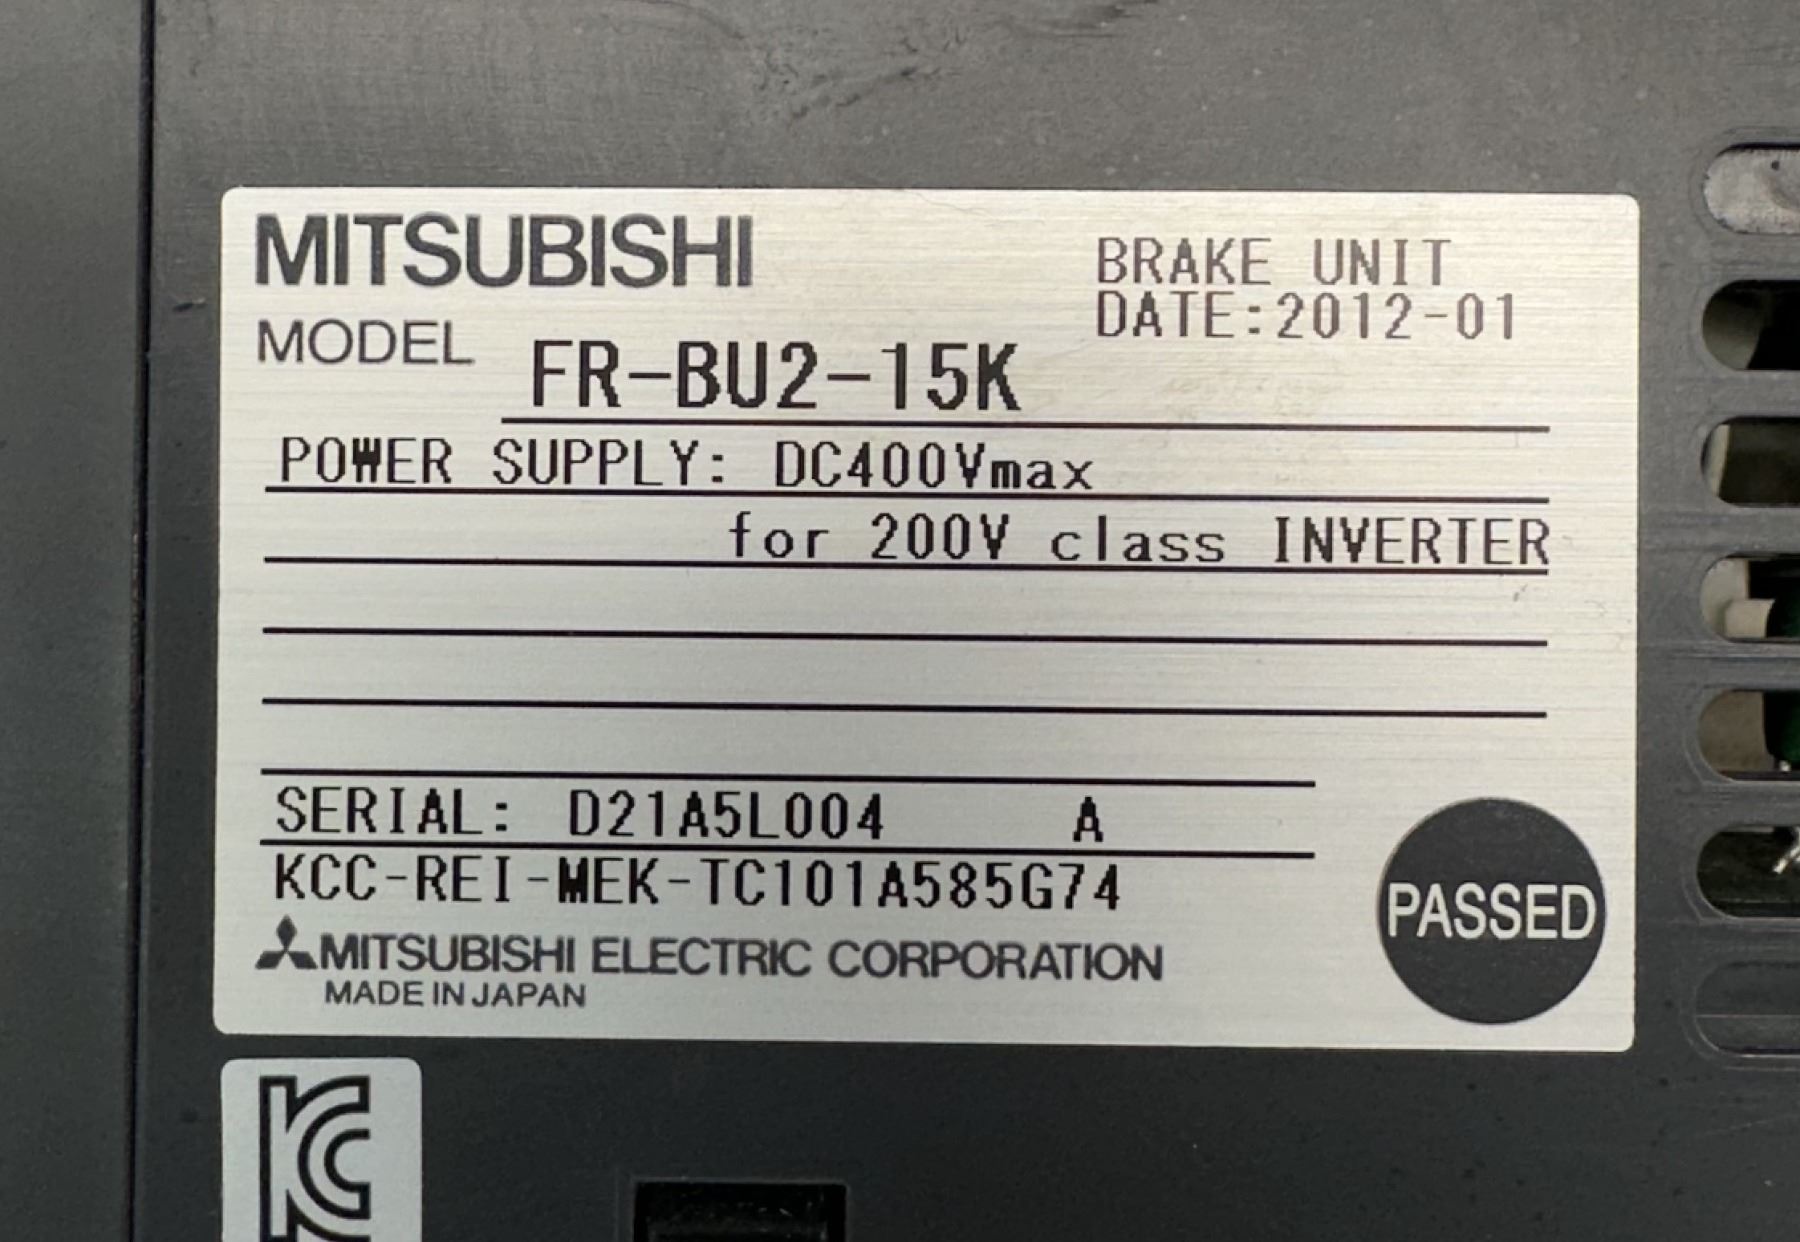 MITSUBISHI
BRAKE UNIT
DATE:2012-01
MODEL FR-BU2-15K
POWER SUPPLY: DC400Vmax
for 200V class INVERTER
SERIAL: D21A5L004 A
KCC-REI-MEK-TC101A585G74
MITSUBISHI ELECTRIC CORPORATION
MADE IN JAPAN
PASSED
KC